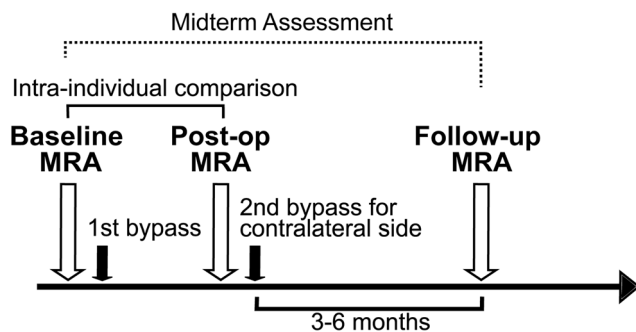 Midterm Assessment
Intra-individual comparison
Baseline
MRA
Post-op
MRA
Follow-up
MRA
1st bypass
2nd bypass for
contralateral side
3-6 months